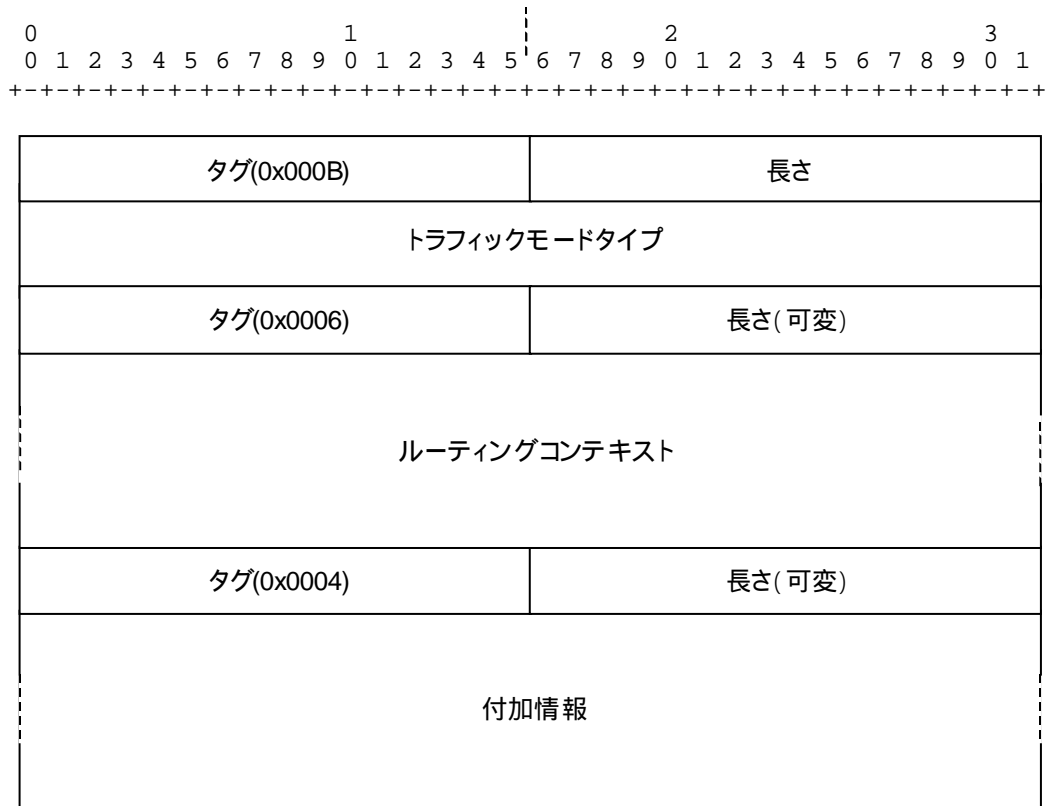 0 1 2 3
0 1 2 3 4 5 6 7 8 9 0 1 2 3 4 5 6 7 8 9 0 1 2 3 4 5 6 7 8 9 0 1
+-+-+-+-+-+-+-+-+-+-+-+-+-+-+-+-+-+-+-+-+-+-+-+-+-+-+-+-+-+-+-+-+
タグ(0x000B) 長さ
トラフィックモードタイプ
タグ(0x0006) 長さ(可変)
ルーティングコンテキスト
タグ(0x0004) 長さ(可変)
付加情報